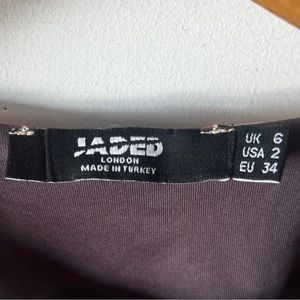 JADED
LONDON
MADE IN TURKEY
UK 6
USA 2
EU 34